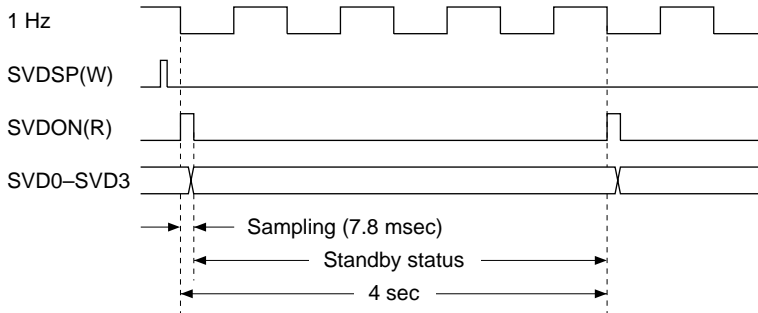 1 Hz
SVDSP(W)
SVDON(R)
SVD0–SVD3
Sampling (7.8 msec)
Standby status
4 sec